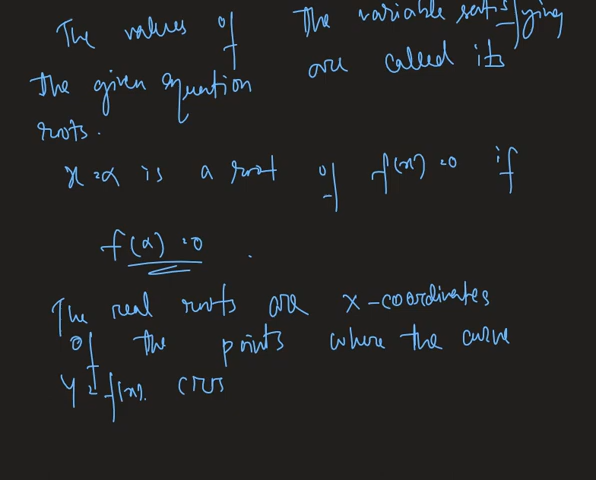 The values of the variable satisfying
the given equation are called its
roots.
x=α is a root of f(x)=0 if
f(α)=0.
The real roots are x-coordinates
of the points where the curve
y=f(x). cros